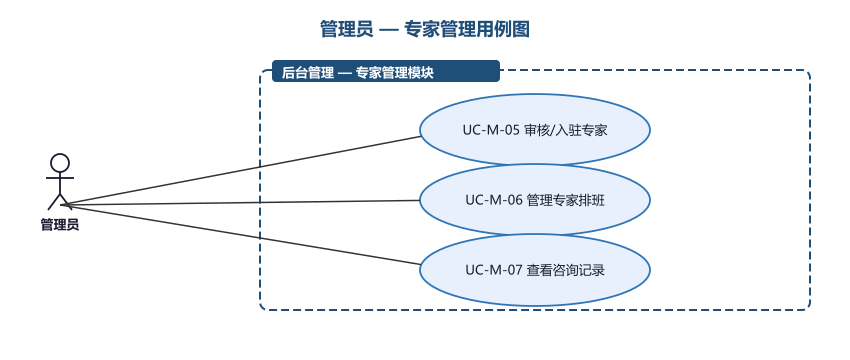 管理员 — 专家管理用例图
后台管理 — 专家管理模块
UC-M-05 审核/入驻专家
UC-M-06 管理专家排班
管理员
UC-M-07 查看咨询记录